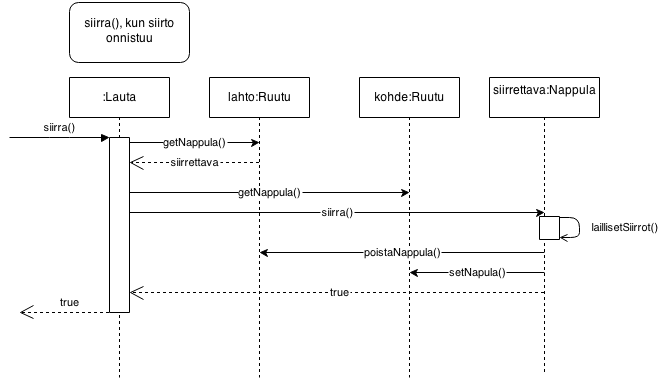 siirra(), kun siirto
onnistuu
:Lauta
lahto:Ruutu
kohde:Ruutu
siirrettava:Nappula
siirra()
getNappula()
siirrettava
getNappula()
siirra()
laillisetSiirrot()
poistaNappula()
setNapula()
true
true